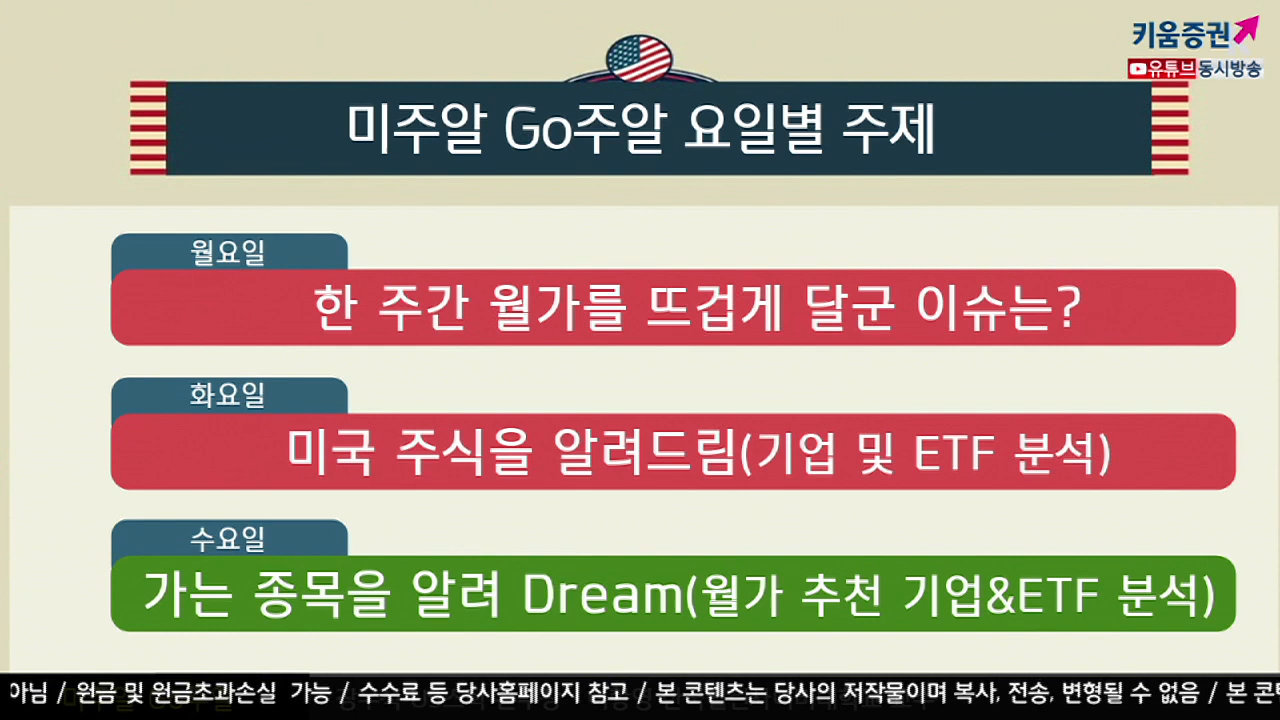 키움증권
유튜브동시방송
미주알 Go주알 요일별 주제
월요일
한 주간 월가를 뜨겁게 달군 이슈는?
화요일
미국 주식을 알려드림(기업 및 ETF 분석)
수요일
가는 종목을 알려 Dream(월가 추천 기업&ETF 분석)
아님 / 원금 및 원금초과손실 가능 / 수수료 등 당사홈페이지 참고 / 본 콘텐츠는 당사의 저작물이며 복사, 전송, 변형될 수 없음 / 본 콘